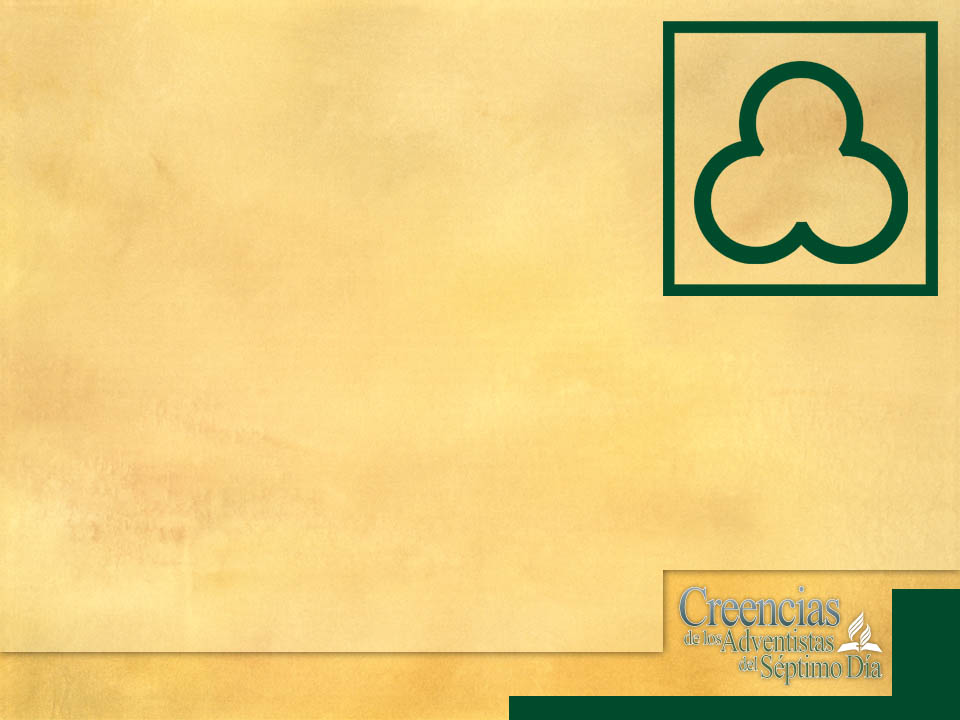 Creencias
de los Adventistas
del Séptimo Día